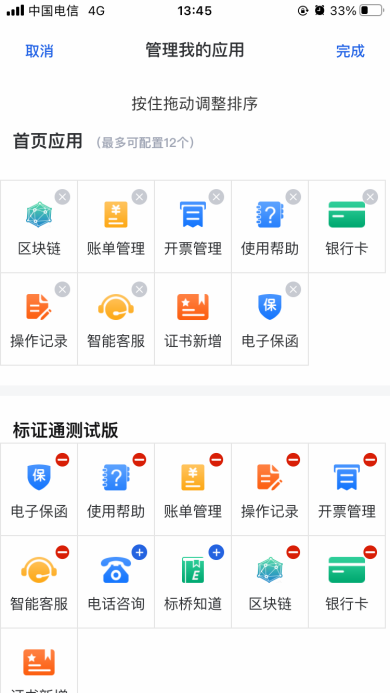 中国电信 4G 13:45 33%
取消 管理我的应用 完成
按住拖动调整排序
首页应用 （最多可配置12个）
区块链 账单管理 开票管理 使用帮助 银行卡
保
操作记录 智能客服 证书新增 电子保函
标证通测试版
保
电子保函 使用帮助 账单管理 操作记录 开票管理
E
智能客服 电话咨询 标桥知道 区块链 银行卡
证书新增